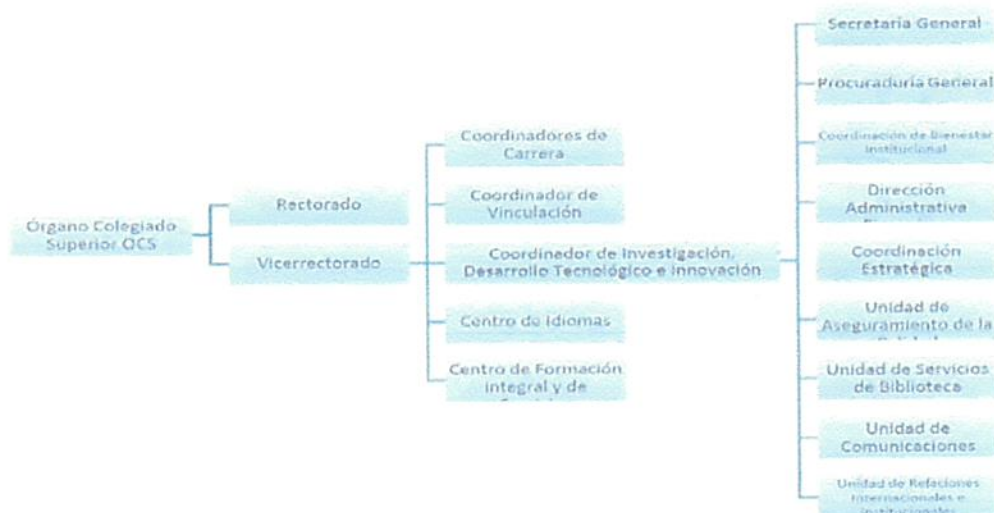 Órgano Colegiado
Superior OCS
Rectorado
Vicerrectorado
Coordinadores de
Carrera
Coordinador de
Vinculación
Coordinador de Investigación,
Desarrollo Tecnológico e Innovación
Centro de Idiomas
Centro de Formación
integral y de
Secretaría General
Procuraduría General
Coordinación de Bienestar
Institucional
Dirección
Administrativa
Coordinación
Estratégica
Unidad de
Aseguramiento de la
Unidad de Servicios
de Biblioteca
Unidad de
Comunicaciones
Unidad de Relaciones
Internacionales e
Institucionales